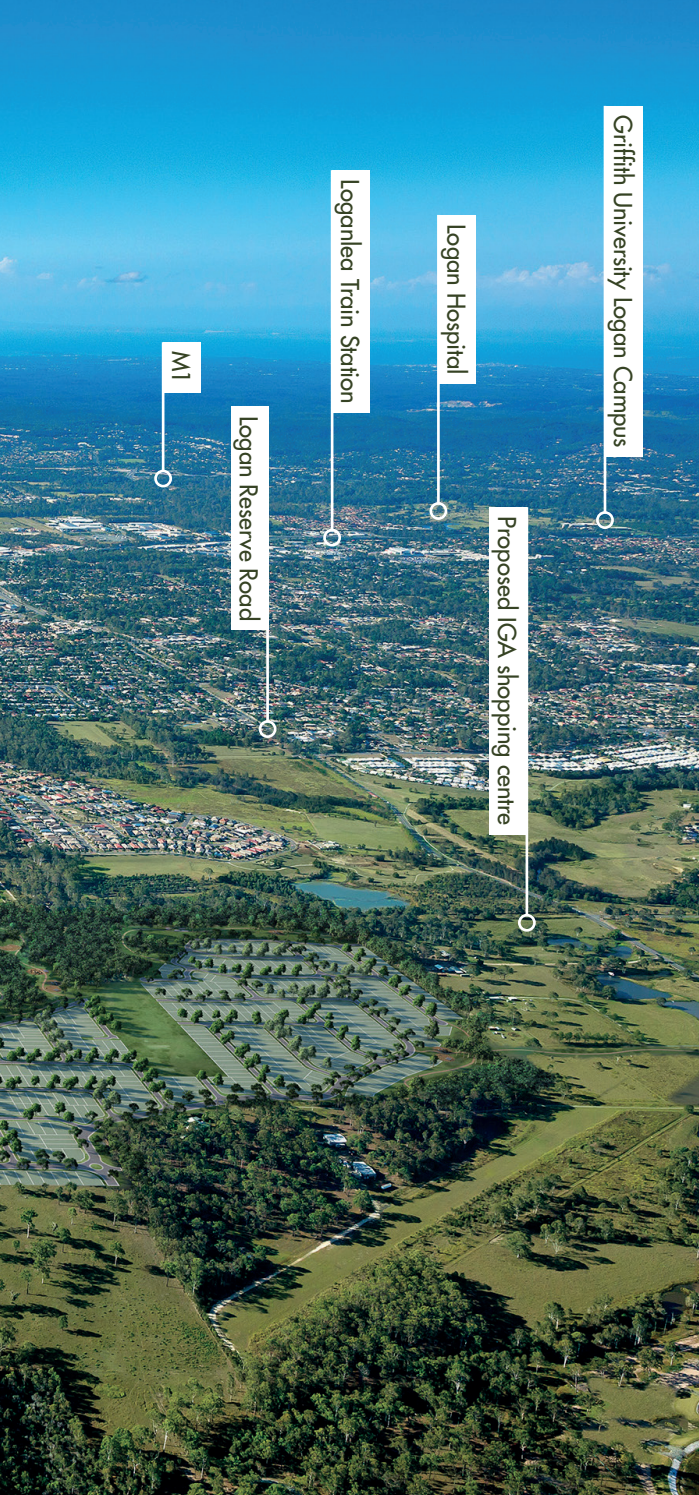 M1
Logan Reserve Road
Loganlea Train Station
Logan Hospital
Proposed IGA shopping centre
Griffith University Logan Campus